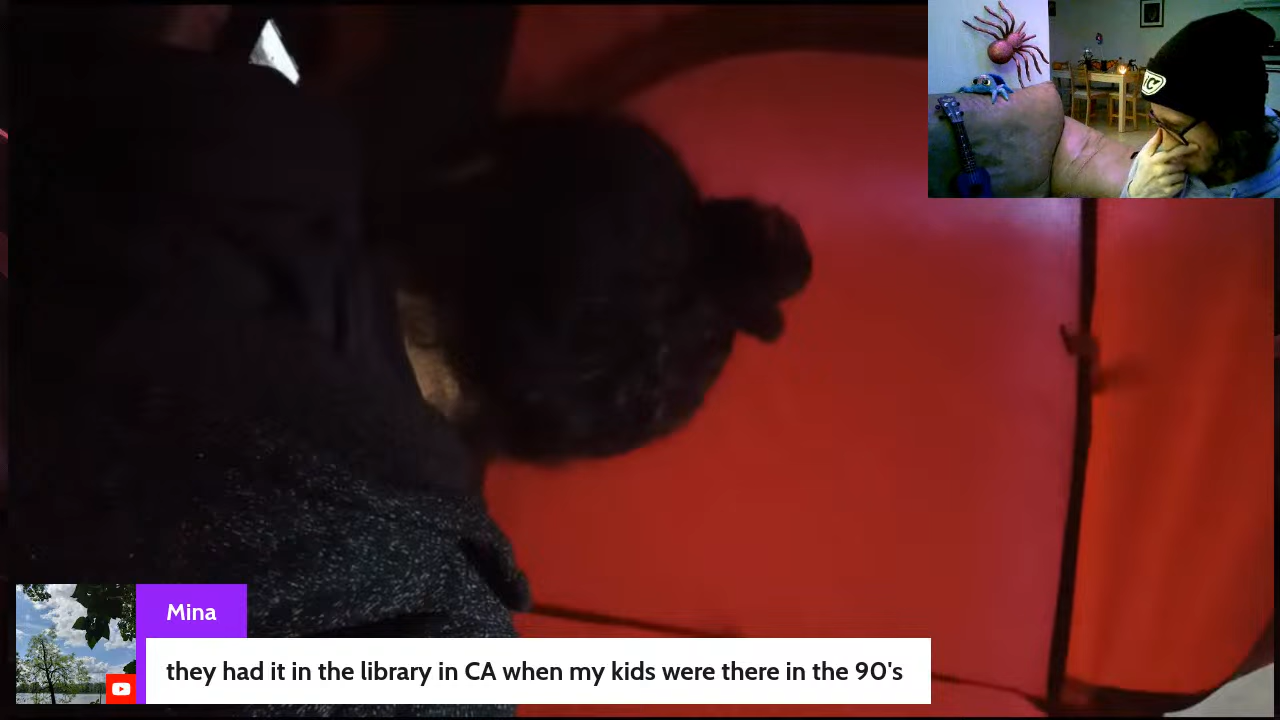 Mina
they had it in the library in CA when my kids were there in the 90's